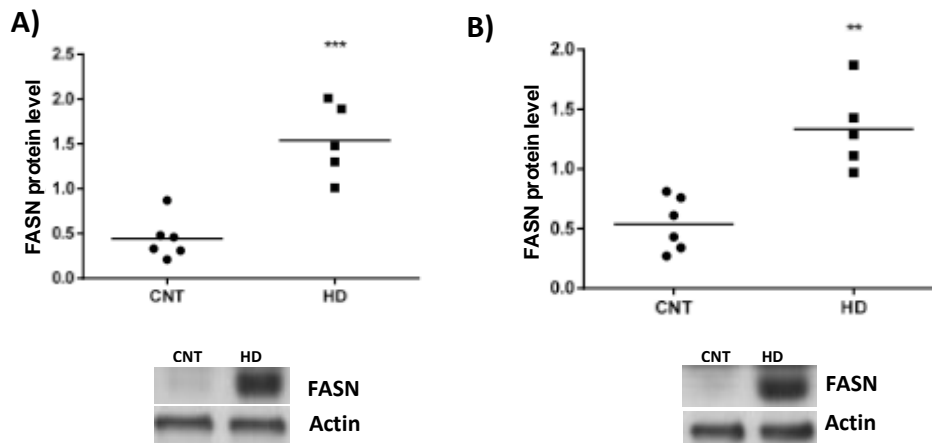 A)
***
FASN protein level
2.5
2.0
1.5
1.0
0.5
0.0
CNT HD
CNT HD
FASN
Actin
B)
**
FASN protein level
2.0
1.5
1.0
0.5
0.0
CNT HD
CNT HD
FASN
Actin